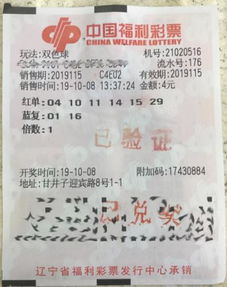 中国福利彩票
CHINA WELFARE LOTTERY
玩法:双色球 机号:21020516
流水号:176
销售期:2019115 C4EU2 有效期:2019115
销售时间:19-10-08 13:37:24 金额:4元
红单:04 10 11 14 15 29
蓝复:01 16
倍数:1
已验证
开奖时间:19-10-08 附加码:17430884
地址:甘井子迎宾路8号1-1
已兑奖
辽宁省福利彩票发行中心承销